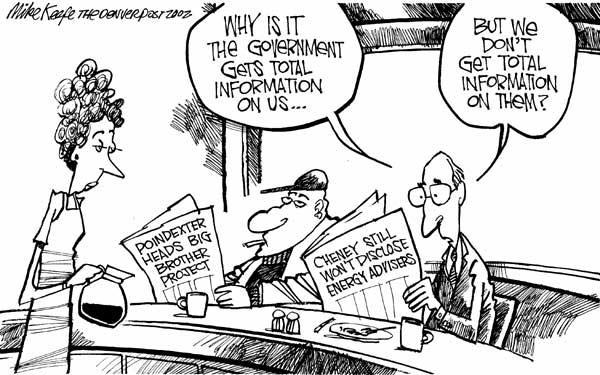 Mike Keefe THE DENVER POST 2002
WHY IS IT
THE GOVERNMENT
GETS TOTAL
INFORMATION
ON US...
BUT WE
DON'T
GET TOTAL
INFORMATION
ON THEM?
POINDEXTER
HEADS BIG
BROTHER
PROJECT
CHENEY STILL
WON'T DISCLOSE
ENERGY ADVISERS